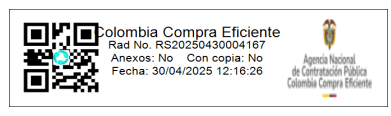 Colombia Compra Eficiente
Rad No. RS20250430004167
Anexos: No Con copia: No
Fecha: 30/04/2025 12:16:26
Agencia Nacional
de Contratación Pública
Colombia Compra Eficiente